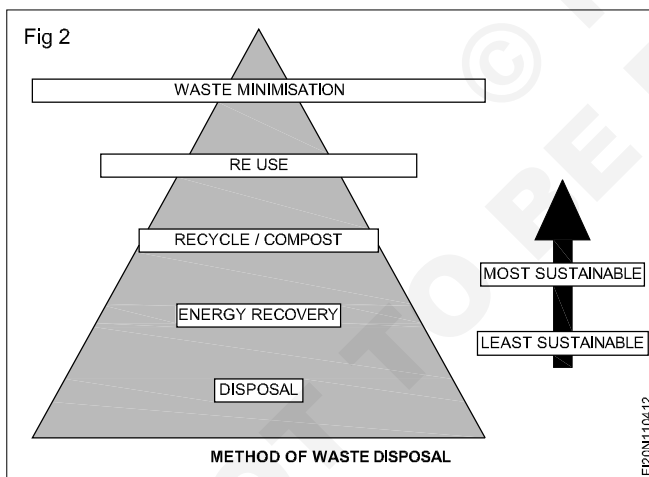 Fig 2
WASTE MINIMISATION
RE USE
RECYCLE / COMPOST
ENERGY RECOVERY
DISPOSAL
MOST SUSTAINABLE
LEAST SUSTAINABLE
METHOD OF WASTE DISPOSAL